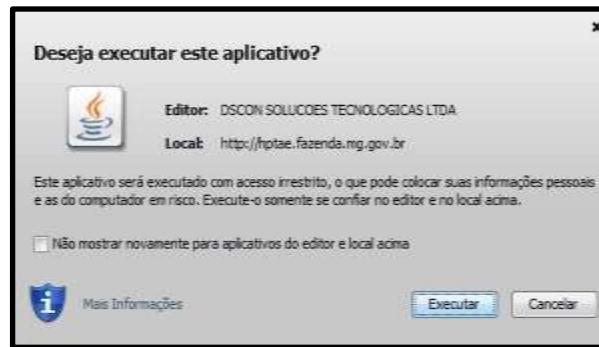 Deseja executar este aplicativo?
Editor: DSCON SOLUCOES TECNOLOGICAS LTDA
Local: http://hptae.fazenda.mg.gov.br
Este aplicativo será executado com acesso irrestrito, o que pode colocar suas informações pessoais
e as do computador em risco. Execute-o somente se confiar no editor e no local acima.
Não mostrar novamente para aplicativos do editor e local acima
Mais Informações
Executar
Cancelar